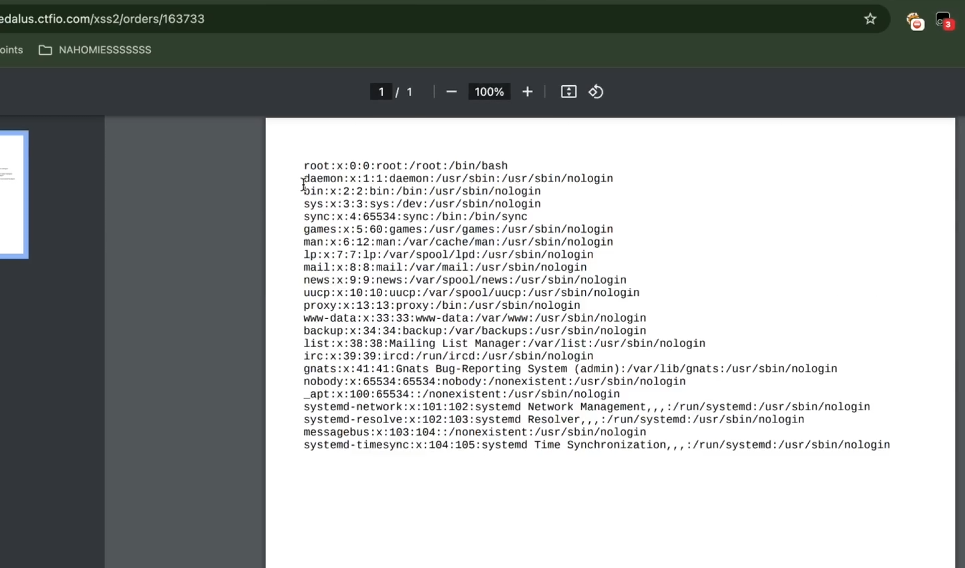 edalus.ctfio.com/xss2/orders/163733
3
oints NAHOMIESSSSSSS
1 / 1 100%
root:x:0:0:root:/root:/bin/bash
daemon:x:1:1:daemon:/usr/sbin:/usr/sbin/nologin
bin:x:2:2:bin:/bin:/usr/sbin/nologin
sys:x:3:3:sys:/dev:/usr/sbin/nologin
sync:x:4:65534:sync:/bin:/bin/sync
games:x:5:60:games:/usr/games:/usr/sbin/nologin
man:x:6:12:man:/var/cache/man:/usr/sbin/nologin
lp:x:7:7:lp:/var/spool/lpd:/usr/sbin/nologin
mail:x:8:8:mail:/var/mail:/usr/sbin/nologin
news:x:9:9:news:/var/spool/news:/usr/sbin/nologin
uucp:x:10:10:uucp:/var/spool/uucp:/usr/sbin/nologin
proxy:x:13:13:proxy:/bin:/usr/sbin/nologin
www-data:x:33:33:www-data:/var/www:/usr/sbin/nologin
backup:x:34:34:backup:/var/backups:/usr/sbin/nologin
list:x:38:38:Mailing List Manager:/var/list:/usr/sbin/nologin
irc:x:39:39:ircd:/run/ircd:/usr/sbin/nologin
gnats:x:41:41:Gnats Bug-Reporting System (admin):/var/lib/gnats:/usr/sbin/nologin
nobody:x:65534:65534:nobody:/nonexistent:/usr/sbin/nologin
_apt:x:100:65534::/nonexistent:/usr/sbin/nologin
systemd-network:x:101:102:systemd Network Management,,,:/run/systemd:/usr/sbin/nologin
systemd-resolve:x:102:103:systemd Resolver,,,:/run/systemd:/usr/sbin/nologin
messagebus:x:103:104::/nonexistent:/usr/sbin/nologin
systemd-timesync:x:104:105:systemd Time Synchronization,,,:/run/systemd:/usr/sbin/nologin